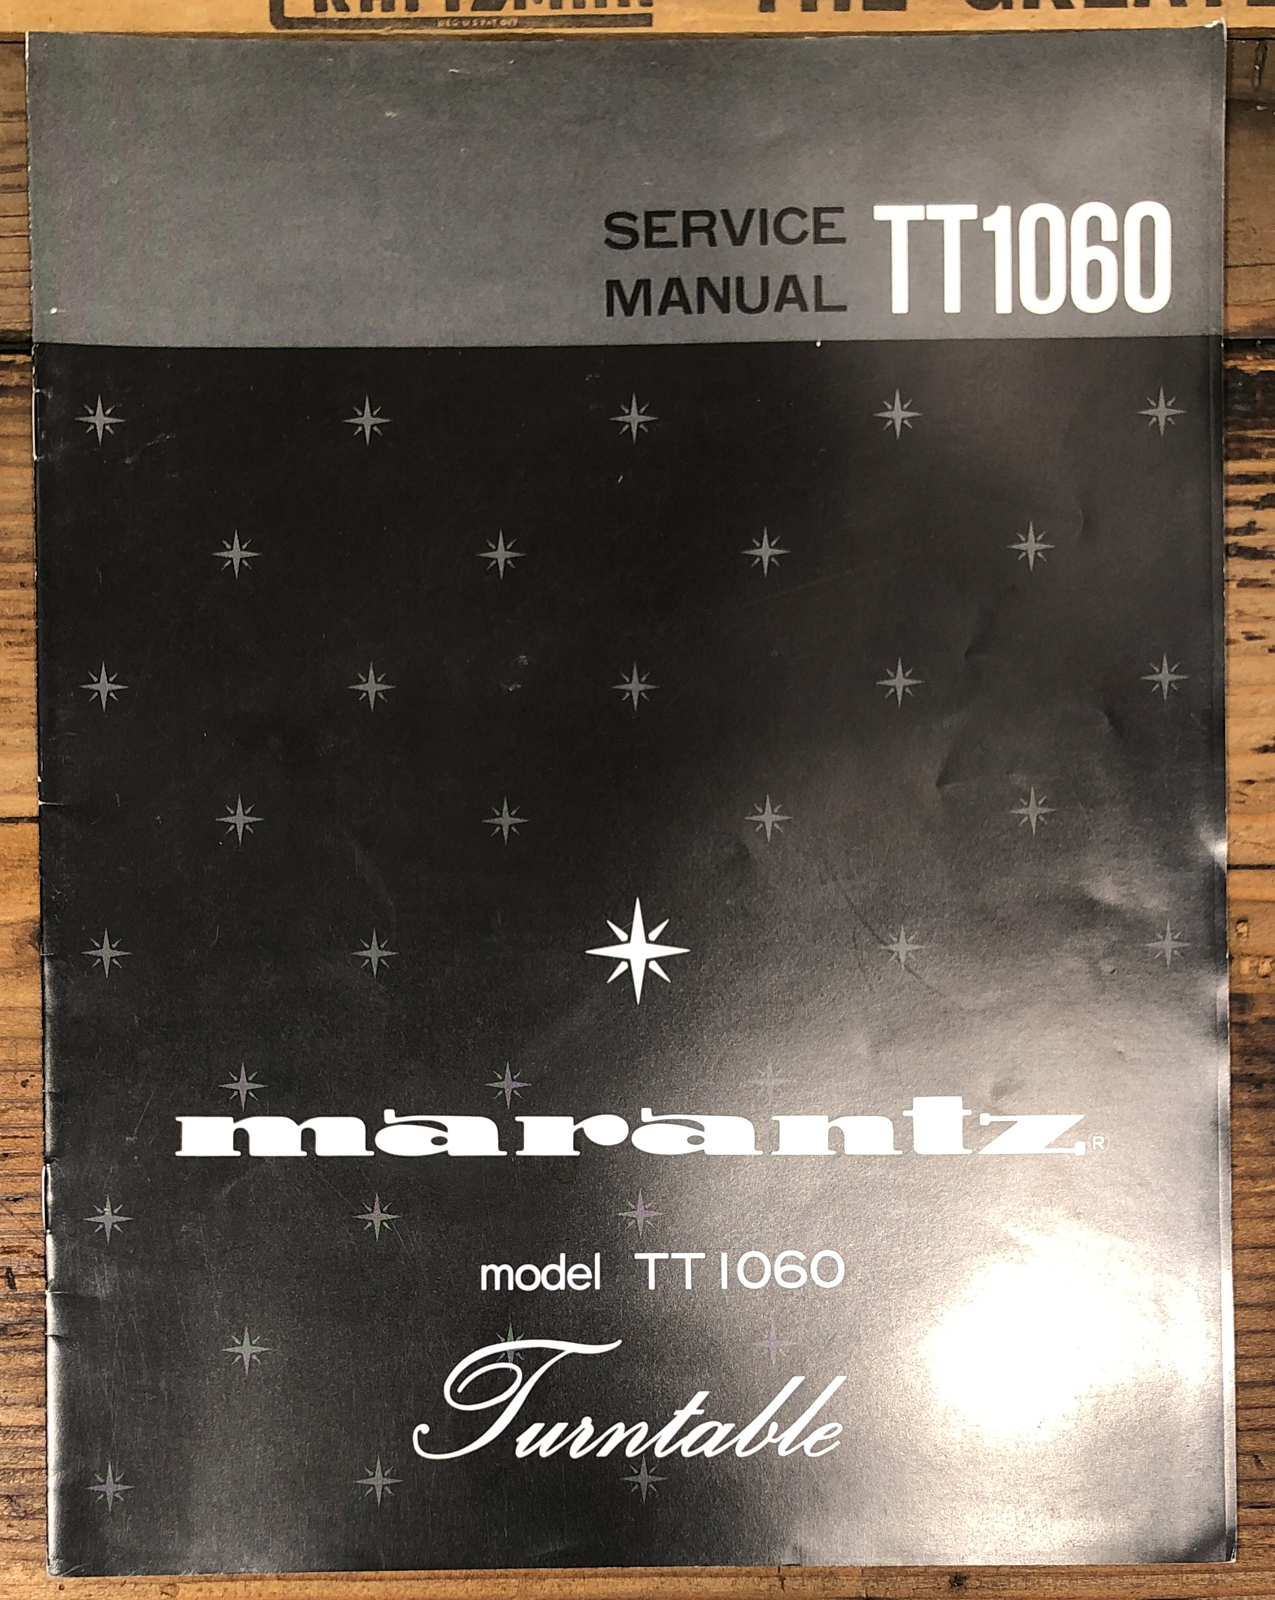 SERVICE
MANUAL
TT1060
marantz®
model TT1060
Turntable